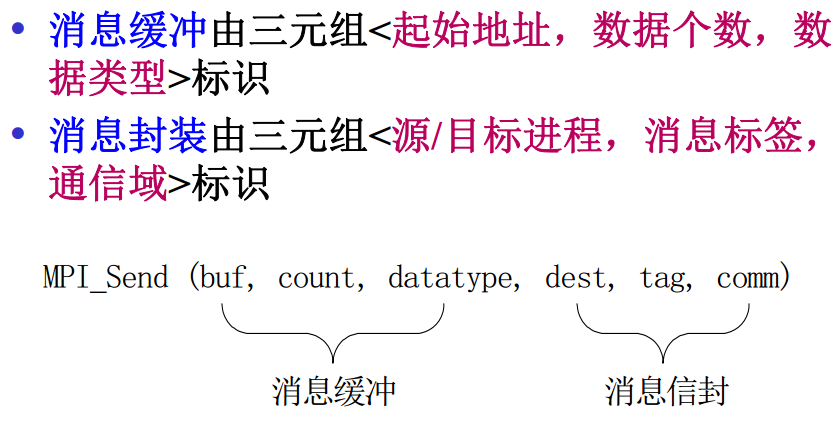 • 消息缓冲由三元组<起始地址，数据个数，数
据类型>标识
• 消息封装由三元组<源/目标进程，消息标签，
通信域>标识
MPI_Send (buf, count, datatype, dest, tag, comm)
消息缓冲 消息信封